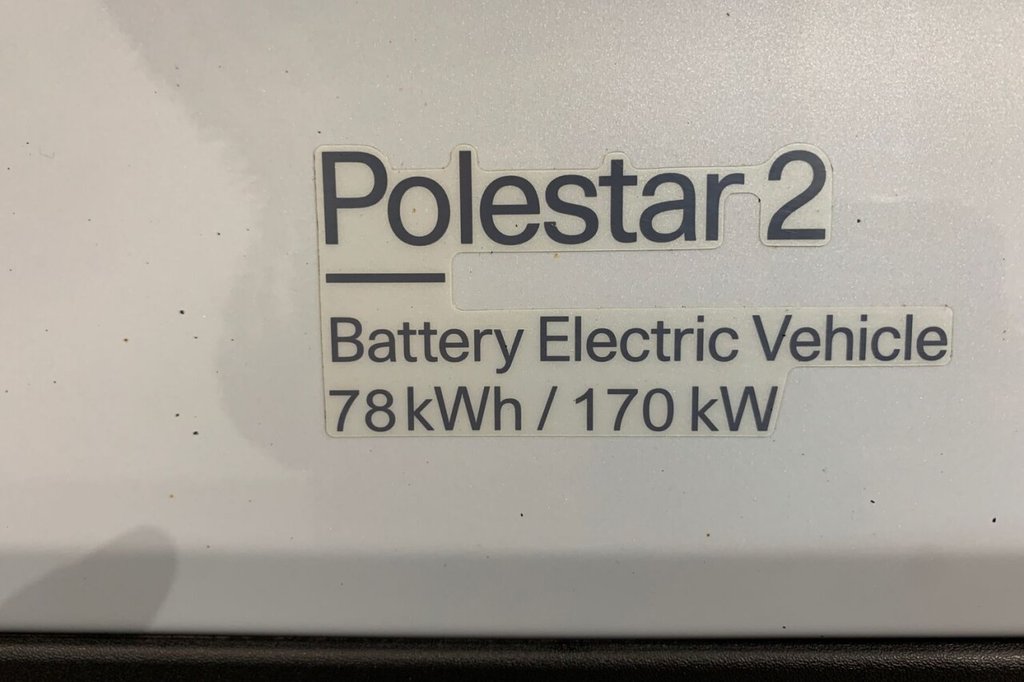 Polestar 2
Battery Electric Vehicle
78 kWh / 170 kW